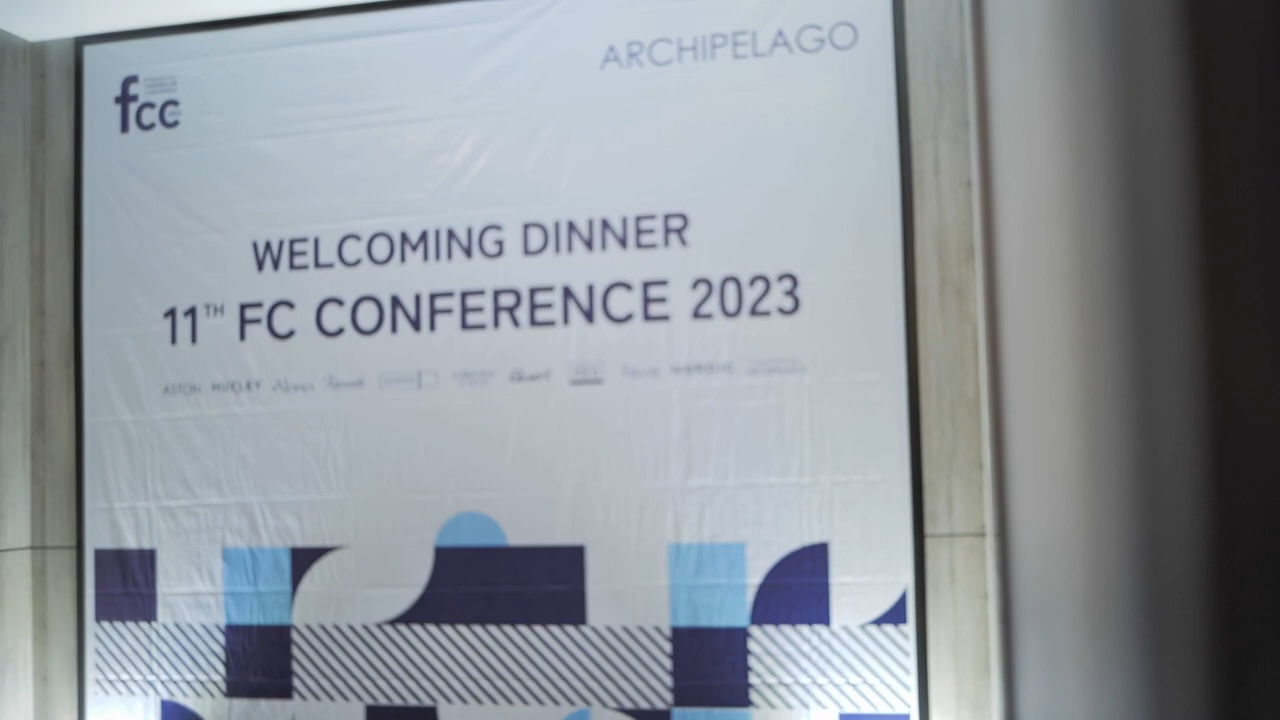 fcc
ARCHIPELAGO
WELCOMING DINNER
11TH FC CONFERENCE 2023
ASTON HUXLEY